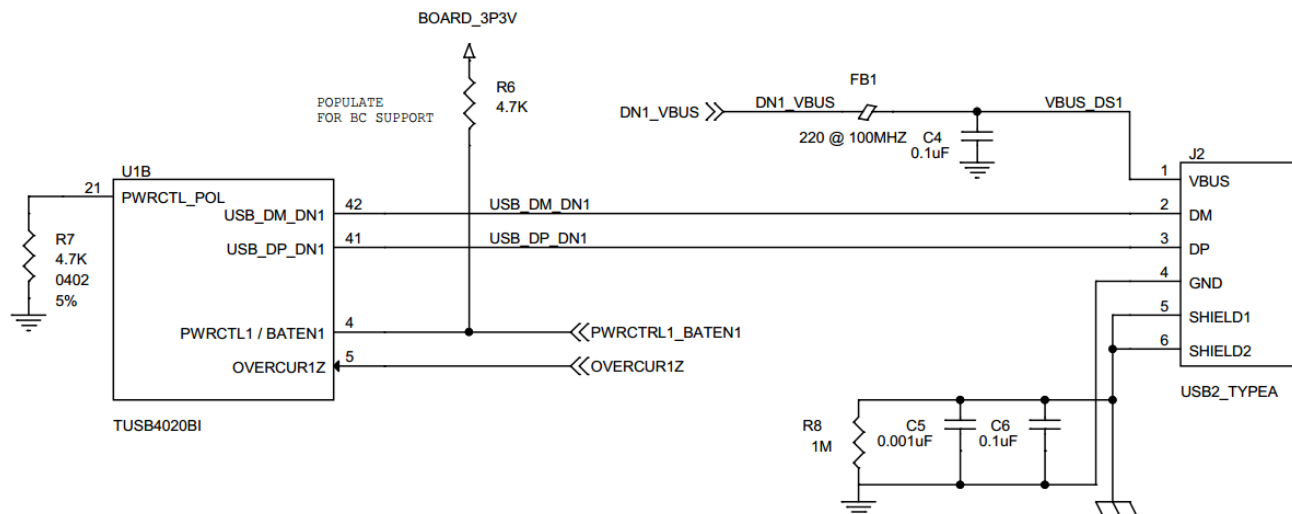 BOARD_3P3V
R6
4.7K
POPULATE
FOR BC SUPPORT
FB1
DN1_VBUS
DN1_VBUS
VBUS_DS1
220 @ 100MHZ
C4
0.1uF
J2
U1B
21
PWRCTL_POL
USB_DM_DN1
42
USB_DM_DN1
USB_DP_DN1
41
USB_DP_DN1
R7
4.7K
0402
5%
PWRCTL1 / BATEN1
4
PWRCTRL1_BATEN1
OVERCUR1Z
5
OVERCUR1Z
TUSB4020BI
1
VBUS
2
DM
3
DP
4
GND
5
SHIELD1
6
SHIELD2
USB2_TYPEA
R8
1M
C5
0.001uF
C6
0.1uF